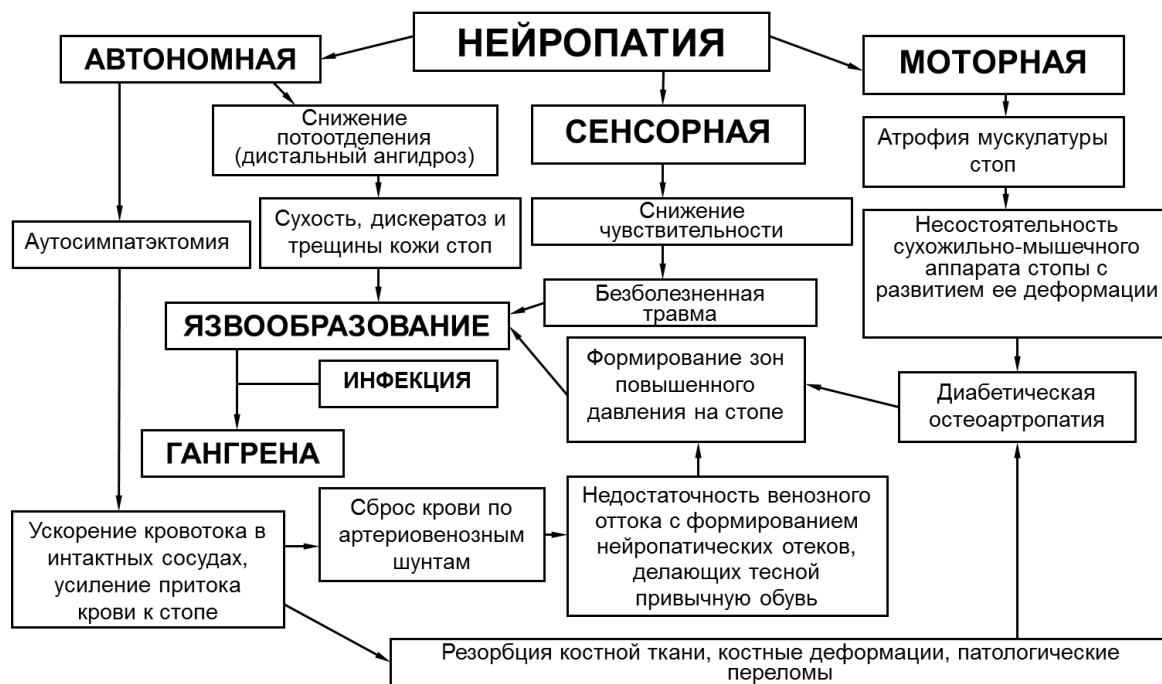 НЕЙРОПАТИЯ
АВТОНОМНАЯ
МОТОРНАЯ
Снижение
потоотделения
(дистальный ангидроз)
СЕНСОРНАЯ
Атрофия мускулатуры
стоп
Аутосимпатэктомия
Сухость, дискератоз и
трещины кожи стоп
Снижение
чувствительности
Несостоятельность
сухожильно-мышечного
аппарата стопы с
развитием ее деформации
Безболезненная
травма
ЯЗВООБРАЗОВАНИЕ
ИНФЕКЦИЯ
Формирование зон
повышенного
давления на стопе
Диабетическая
остеоартропатия
ГАНГРЕНА
Ускорение кровотока в
интактных сосудах,
усиление притока
крови к стопе
Сброс крови по
артериовенозным
шунтам
Недостаточность венозного
оттока с формированием
нейропатических отеков,
делающих тесной
привычную обувь
Резорбция костной ткани, костные деформации, патологические
переломы